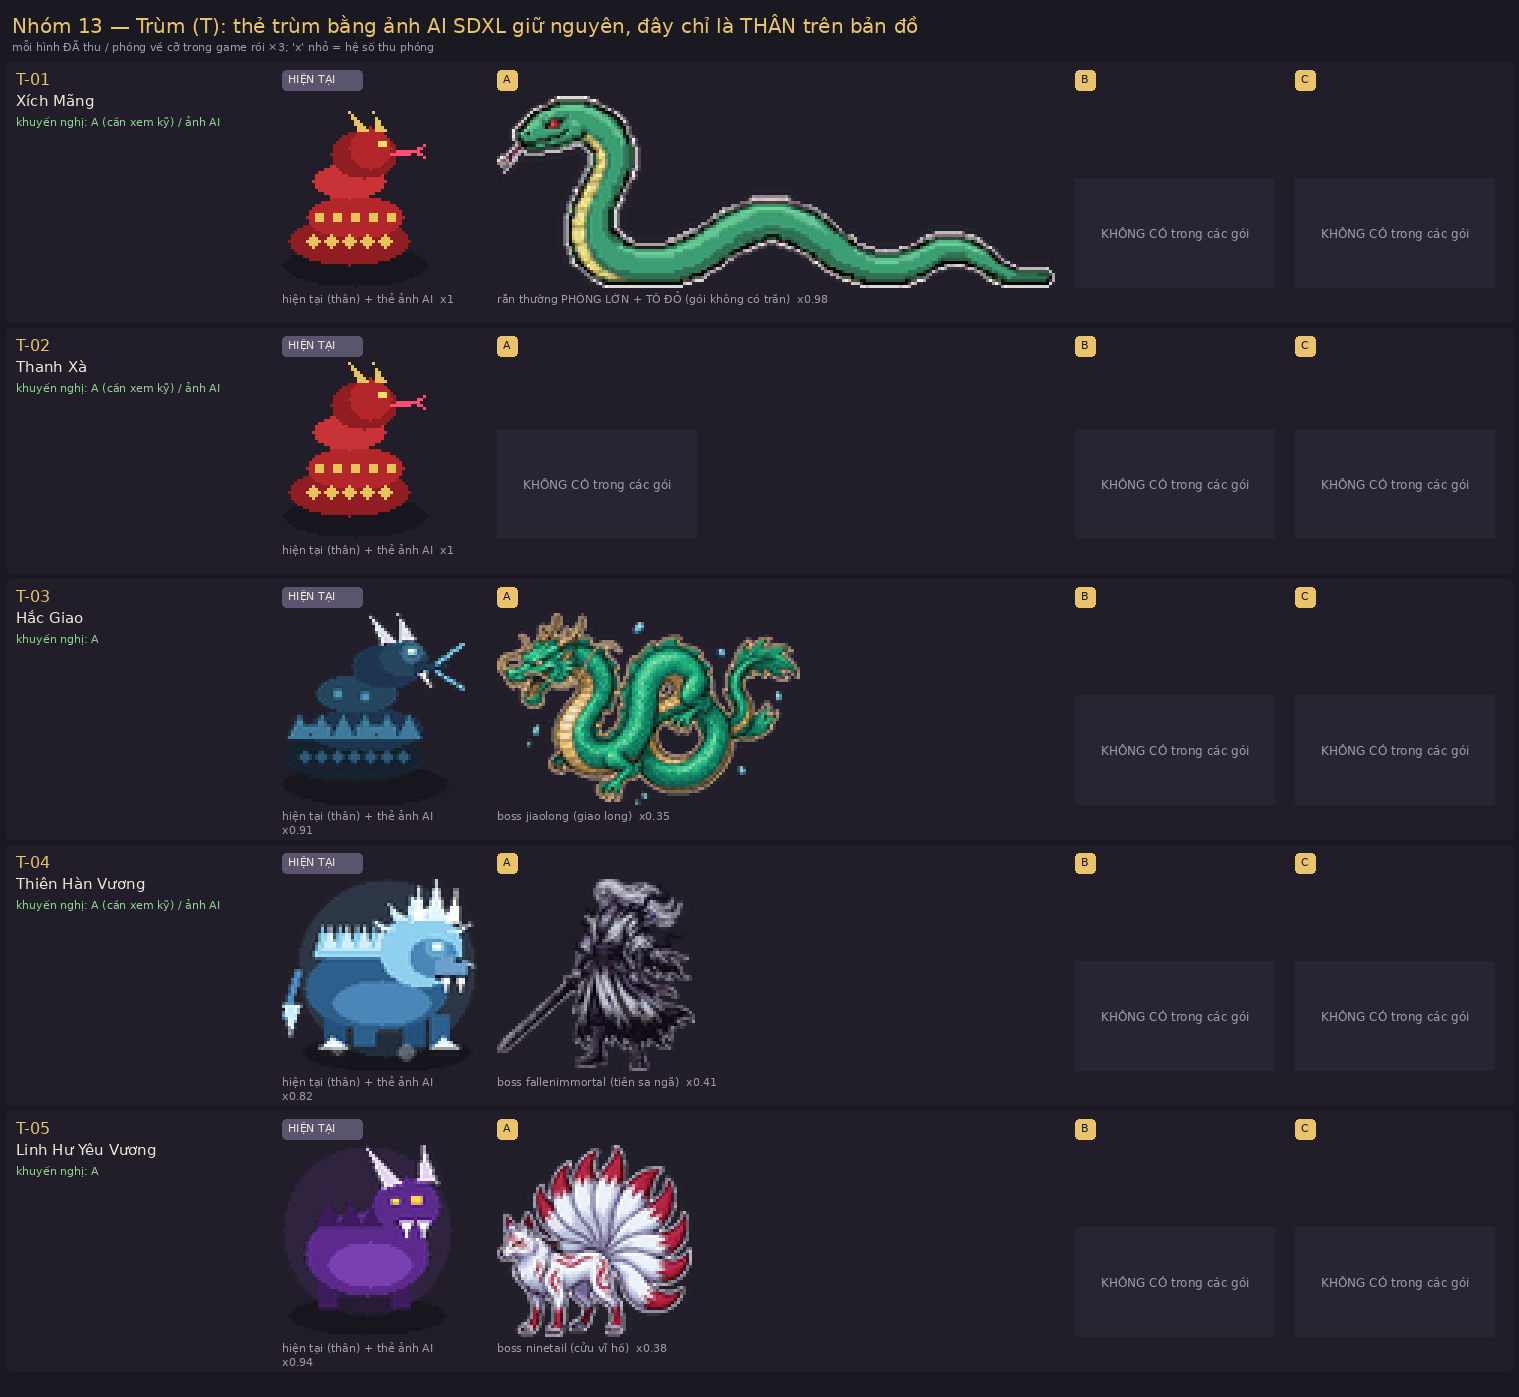 Nhóm 13 — Trùm (T): thẻ trùm bằng ảnh AI SDXL giữ nguyên, đây chỉ là THÂN trên bản đồ
mỗi hình ĐÃ thu / phóng về cỡ trong game rồi ×3; 'x' nhỏ = hệ số thu phóng
T-01
Xích Mãng
khuyến nghị: A (cần xem kỹ) / ảnh AI
HIỆN TẠI
hiện tại (thân) + thẻ ảnh AI x1
A
rắn thường PHÓNG LỚN + TÔ ĐỎ (gói không có trăn) x0.98
B
KHÔNG CÓ trong các gói
C
KHÔNG CÓ trong các gói
T-02
Thanh Xà
khuyến nghị: A (cần xem kỹ) / ảnh AI
HIỆN TẠI
hiện tại (thân) + thẻ ảnh AI x1
A
KHÔNG CÓ trong các gói
B
KHÔNG CÓ trong các gói
C
KHÔNG CÓ trong các gói
T-03
Hắc Giao
khuyến nghị: A
HIỆN TẠI
hiện tại (thân) + thẻ ảnh AI
x0.91
A
boss jiaolong (giao long) x0.35
B
KHÔNG CÓ trong các gói
C
KHÔNG CÓ trong các gói
T-04
Thiên Hàn Vương
khuyến nghị: A (cần xem kỹ) / ảnh AI
HIỆN TẠI
hiện tại (thân) + thẻ ảnh AI
x0.82
A
boss fallenimmortal (tiên sa ngã) x0.41
B
KHÔNG CÓ trong các gói
C
KHÔNG CÓ trong các gói
T-05
Linh Hư Yêu Vương
khuyến nghị: A
HIỆN TẠI
hiện tại (thân) + thẻ ảnh AI
x0.94
A
boss ninetail (cửu vĩ hồ) x0.38
B
KHÔNG CÓ trong các gói
C
KHÔNG CÓ trong các gói